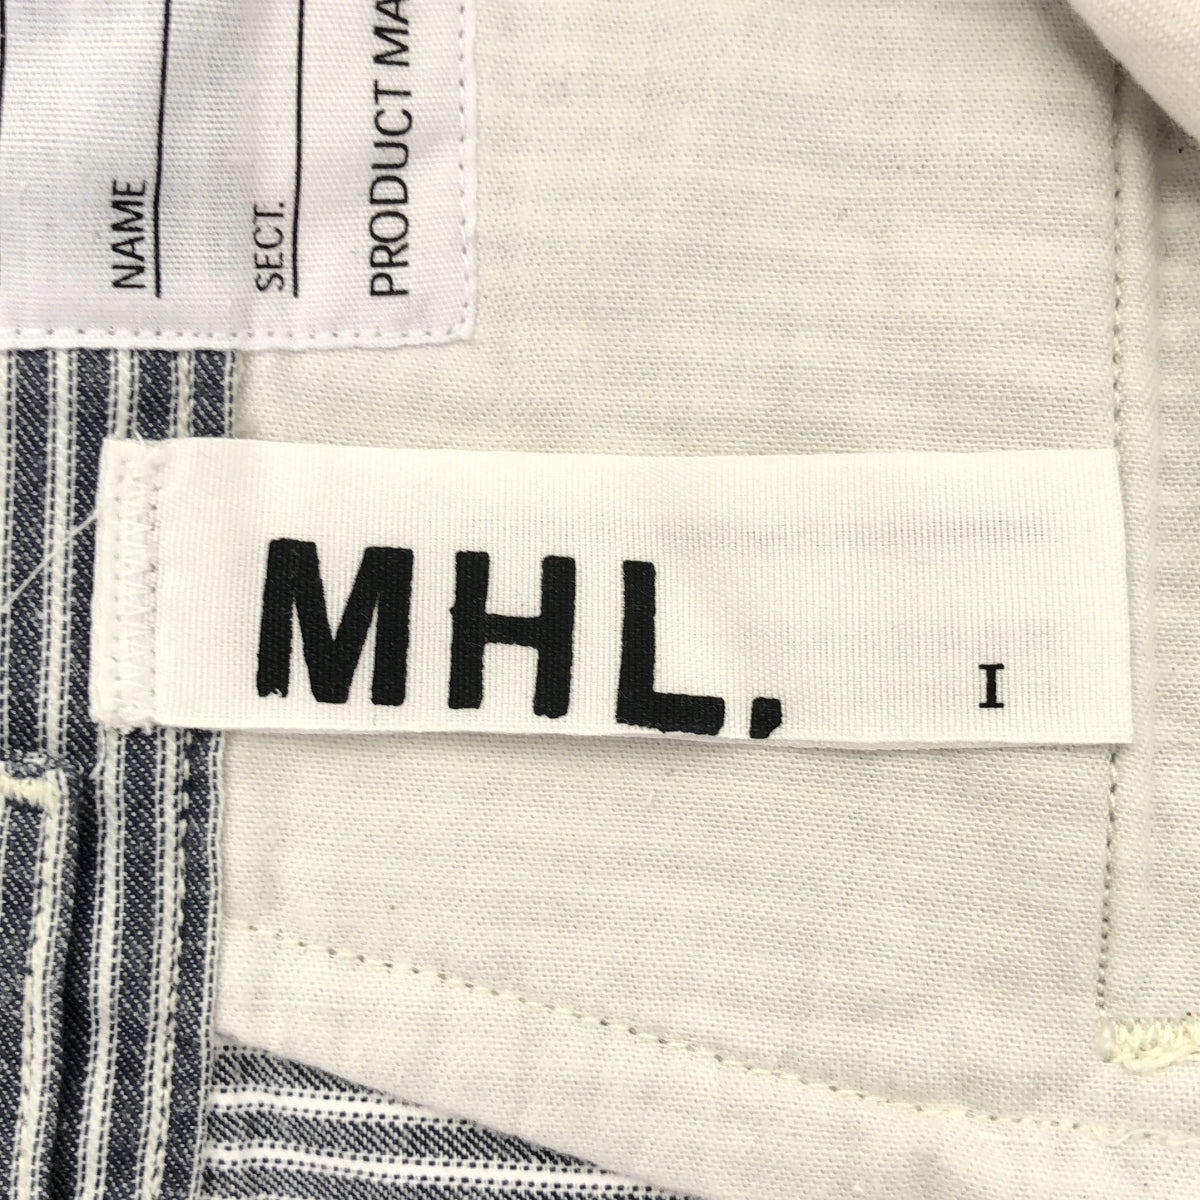 NAME
SECT.
PRODUCT MA
MHL.
I